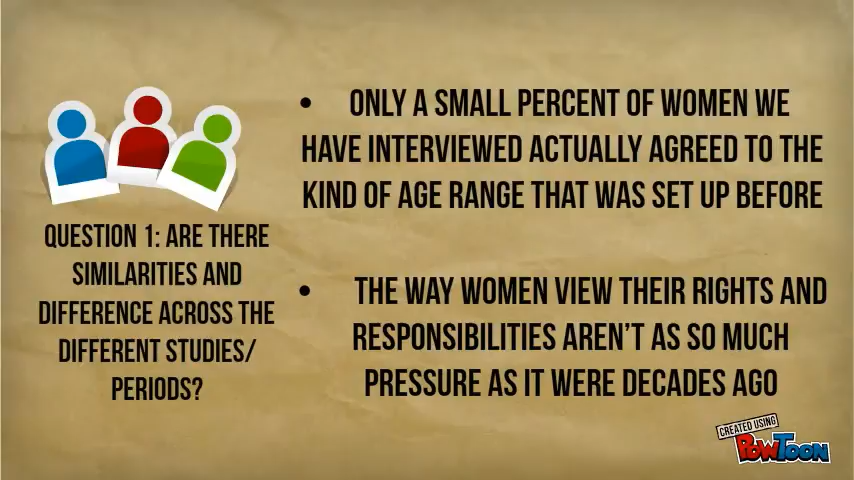 QUESTION 1: ARE THERE
SIMILARITIES AND
DIFFERENCE ACROSS THE
DIFFERENT STUDIES/
PERIODS?
• ONLY A SMALL PERCENT OF WOMEN WE
HAVE INTERVIEWED ACTUALLY AGREED TO THE
KIND OF AGE RANGE THAT WAS SET UP BEFORE
• THE WAY WOMEN VIEW THEIR RIGHTS AND
RESPONSIBILITIES AREN'T AS SO MUCH
PRESSURE AS IT WERE DECADES AGO
CREATED USING
POWTOON